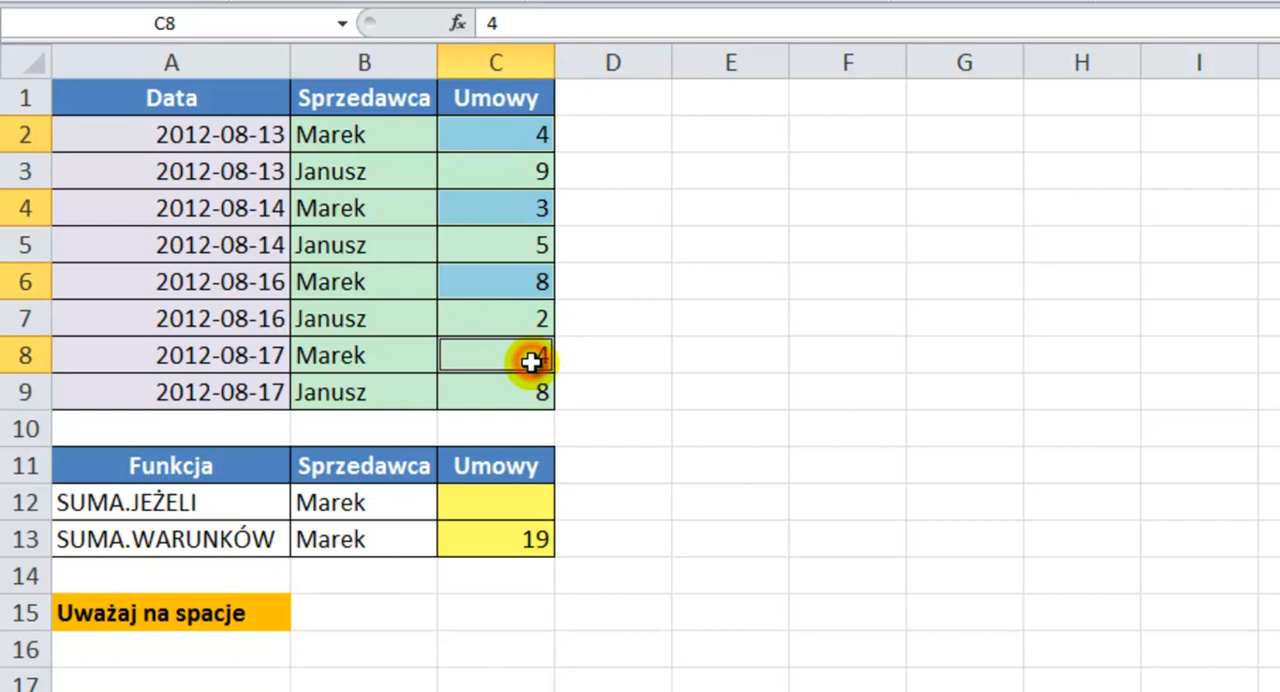 C8 fx 4
A B C D E F G H I
1 Data Sprzedawca Umowy
2 2012-08-13 Marek 4
3 2012-08-13 Janusz 9
4 2012-08-14 Marek 3
5 2012-08-14 Janusz 5
6 2012-08-16 Marek 8
7 2012-08-16 Janusz 2
8 2012-08-17 Marek 4
9 2012-08-17 Janusz 8
10
11 Funkcja Sprzedawca Umowy
12 SUMA.JEŻELI Marek
13 SUMA.WARUNKÓW Marek 19
14
15 Uważaj na spacje
16
17